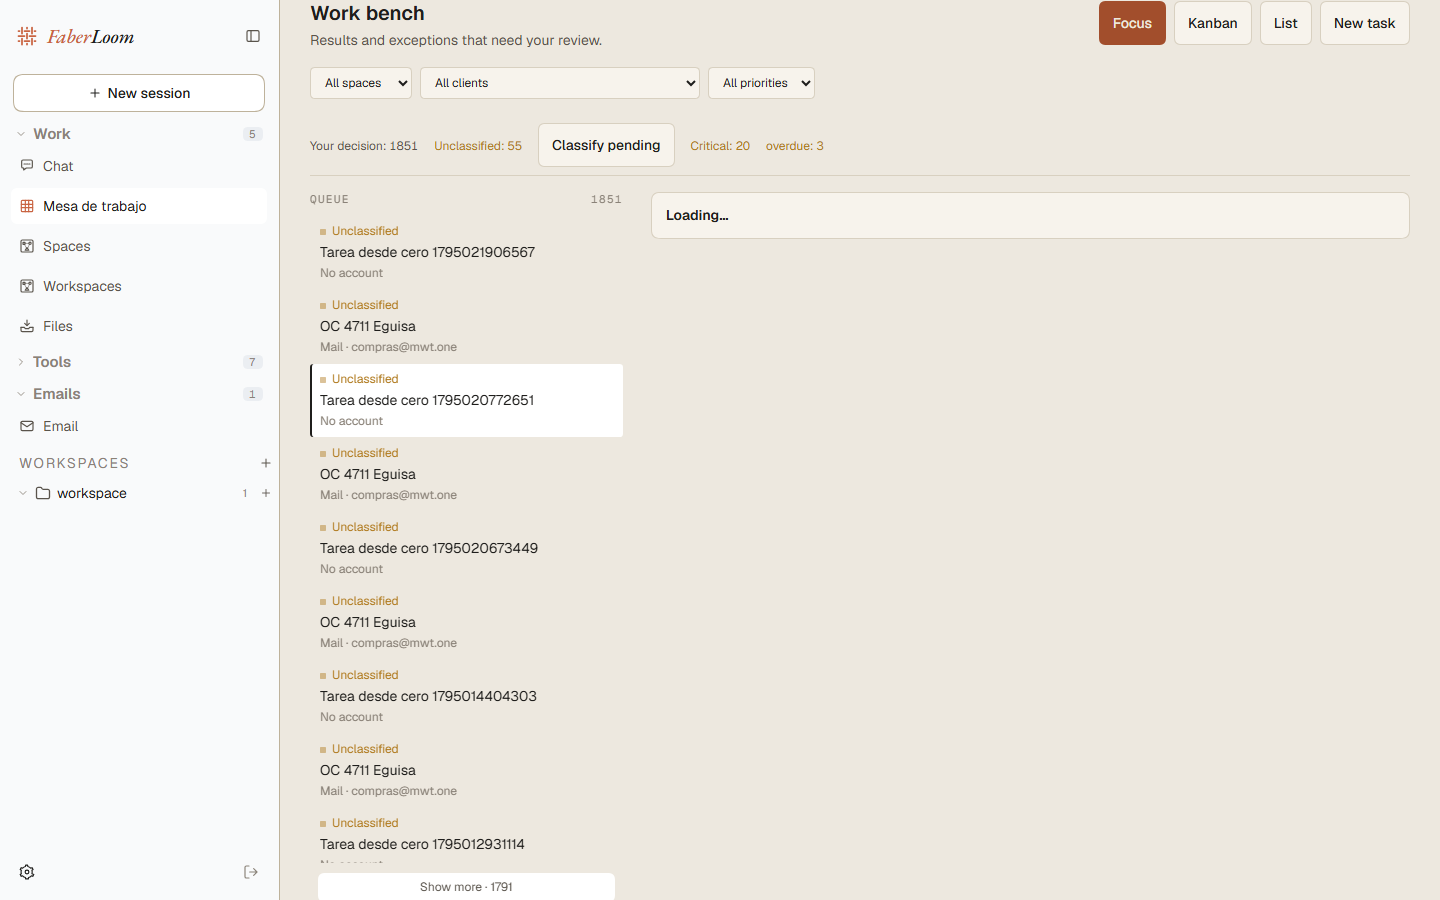 FaberLoom
New session
Work 5
Chat
Mesa de trabajo
Spaces
Workspaces
Files
Tools 7
Emails 1
Email
WORKSPACES
workspace 1
Work bench
Results and exceptions that need your review.
Focus
Kanban
List
New task
All spaces
All clients
All priorities
Your decision: 1851
Unclassified: 55
Classify pending
Critical: 20
overdue: 3
QUEUE 1851
Unclassified
Tarea desde cero 1795021906567
No account
Unclassified
OC 4711 Eguisa
Mail · compras@mwt.one
Unclassified
Tarea desde cero 1795020772651
No account
Unclassified
OC 4711 Eguisa
Mail · compras@mwt.one
Unclassified
Tarea desde cero 1795020673449
No account
Unclassified
OC 4711 Eguisa
Mail · compras@mwt.one
Unclassified
Tarea desde cero 1795014404303
No account
Unclassified
OC 4711 Eguisa
Mail · compras@mwt.one
Unclassified
Tarea desde cero 1795012931114
Show more · 1791
Loading...